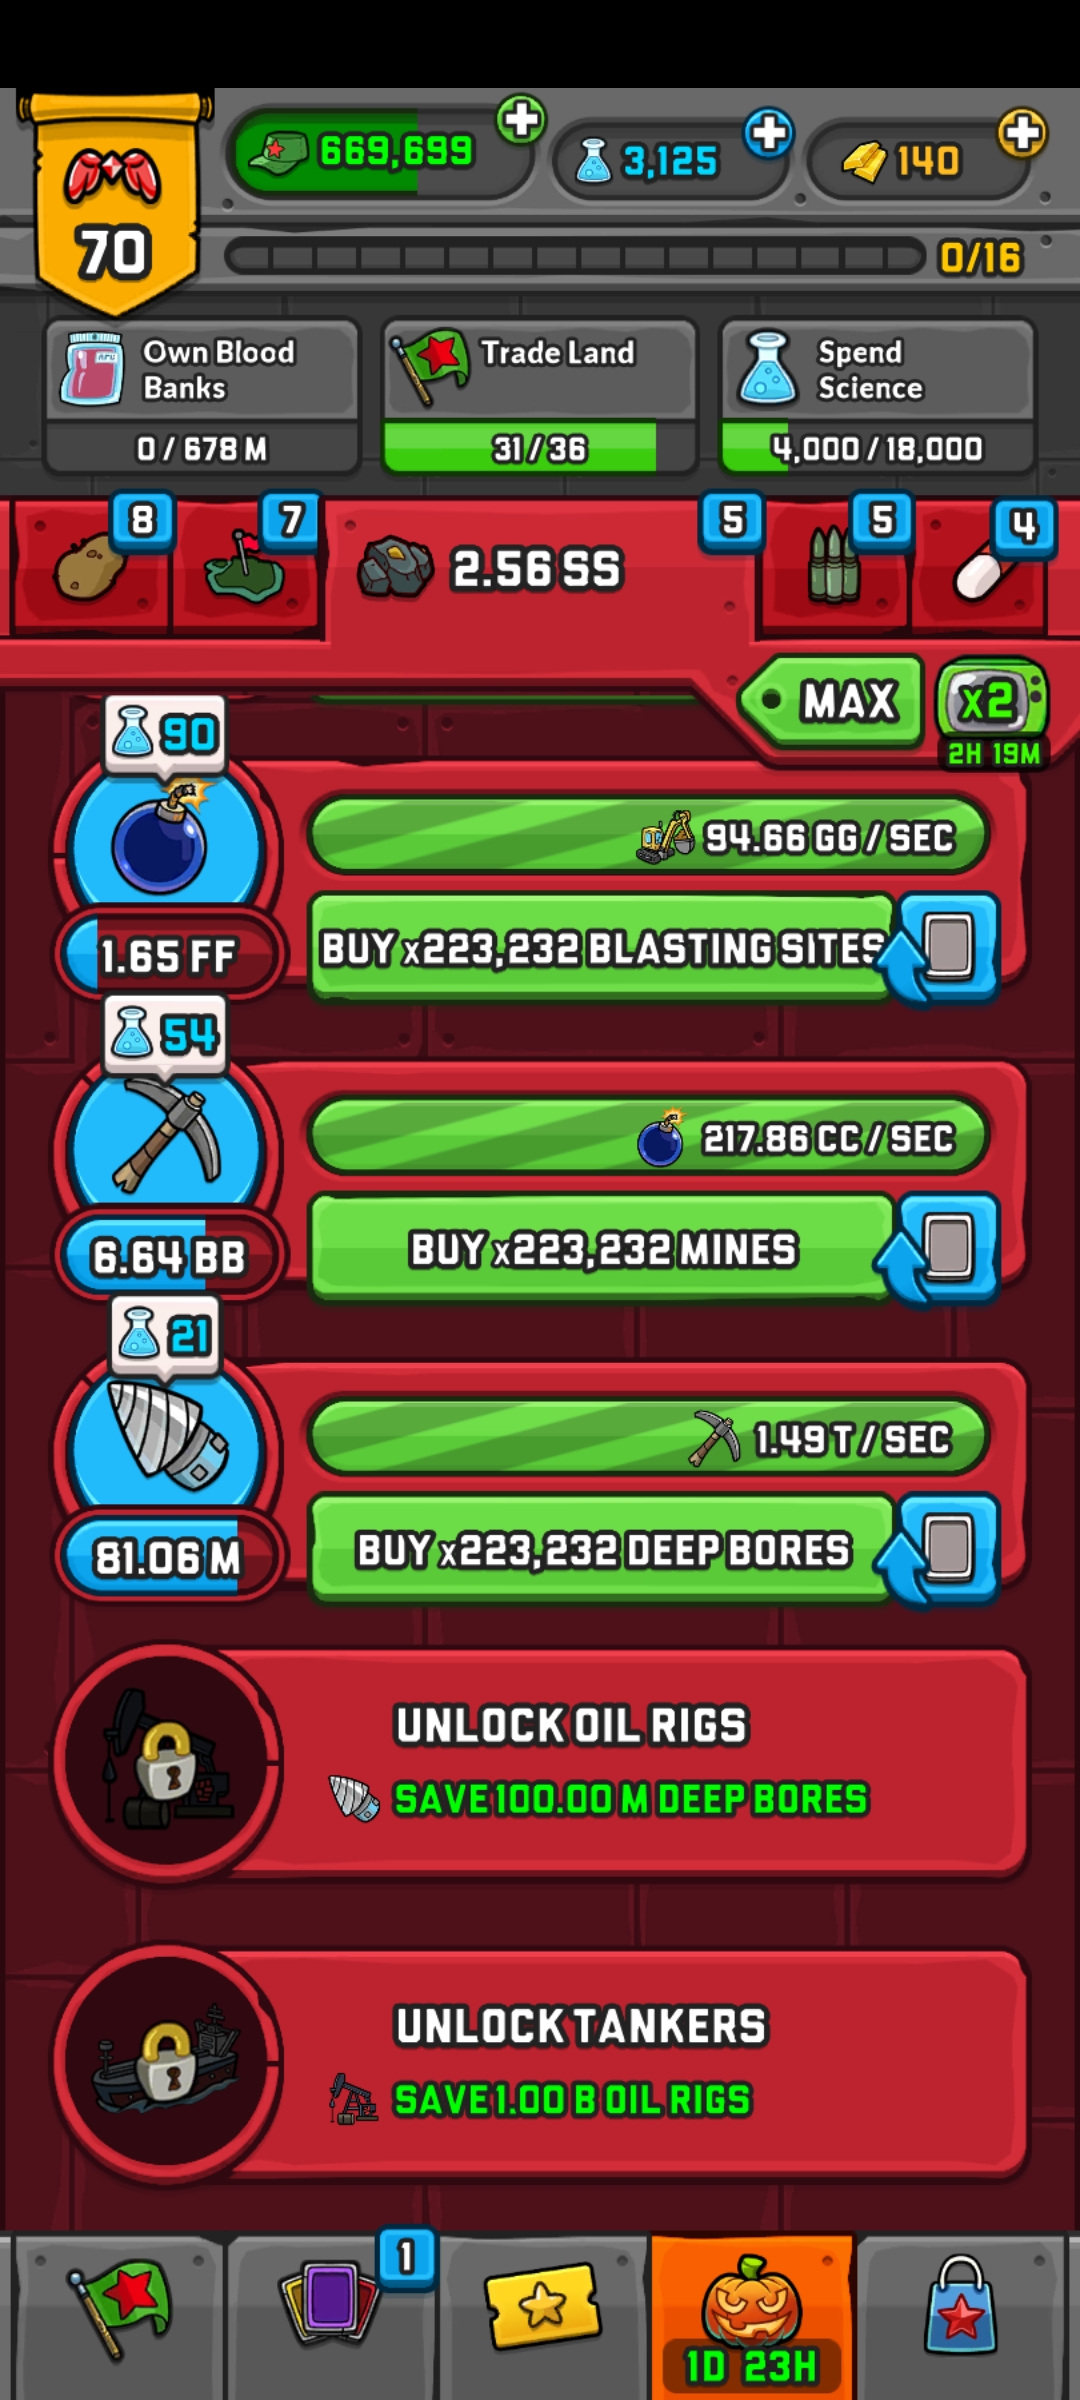 669,699
3,125
140
70
0/16
Own Blood
Banks
0 / 678 M
Trade Land
31 / 36
Spend
Science
4,000 / 18,000
8
7
2.56 SS
5
5
4
MAX
x2
2H 19M
90
94.66 GG / SEC
1.65 FF
BUY x223,232 BLASTING SITES
54
217.86 CC / SEC
6.64 BB
BUY x223,232 MINES
21
1.49 T / SEC
81.06 M
BUY x223,232 DEEP BORES
UNLOCK OIL RIGS
SAVE 100.00 M DEEP BORES
UNLOCK TANKERS
SAVE 1.00 B OIL RIGS
1
1D 23H